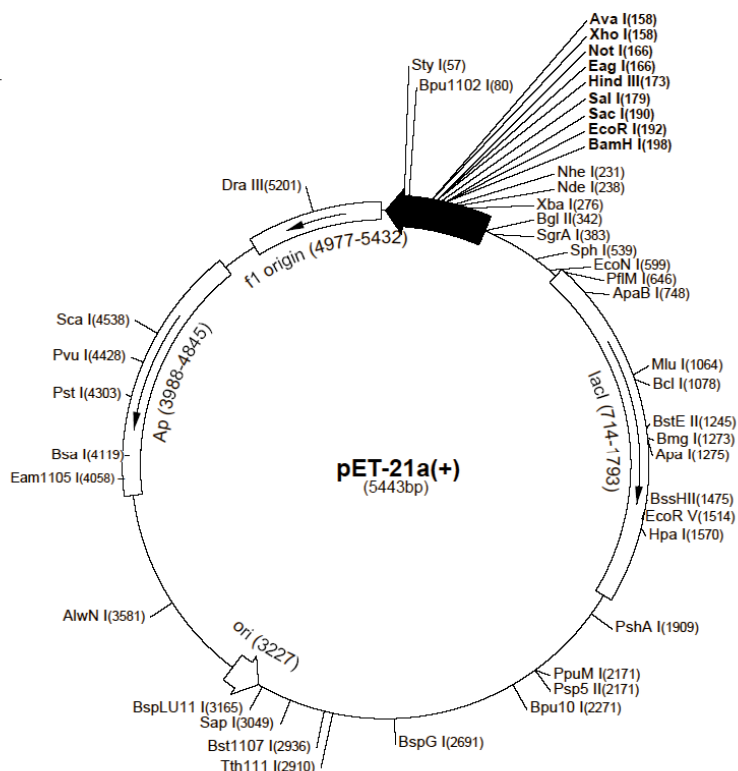 Ava I(158)
Xho I(158)
Not I(166)
Eag I(166)
Hind III(173)
Sal I(179)
Sac I(190)
EcoR I(192)
BamH I(198)
Sty I(57)
Bpu1102 I(80)
Nhe I(231)
Nde I(238)
Xba I(276)
Bgl II(342)
SgrA I(383)
Sph I(539)
EcoN I(599)
PflM I(646)
ApaB I(748)
Dra III(5201)
f1 origin (4977-5432)
Sca I(4538)
Pvu I(4428)
Pst I(4303)
Bsa I(4119)
Eam1105 I(4058)
Ap (3988-4845)
lacI (714-1793)
Mlu I(1064)
Bcl I(1078)
BstE II(1245)
Bmg I(1273)
Apa I(1275)
BssHII(1475)
EcoR V(1514)
Hpa I(1570)
pET-21a(+)
(5443bp)
PshA I(1909)
AlwN I(3581)
ori (3227)
PpuM I(2171)
Psp5 II(2171)
Bpu10 I(2271)
BspLU11 I(3165)
Sap I(3049)
Bst1107 I(2936)
Tth111 I(2910)
BspG I(2691)